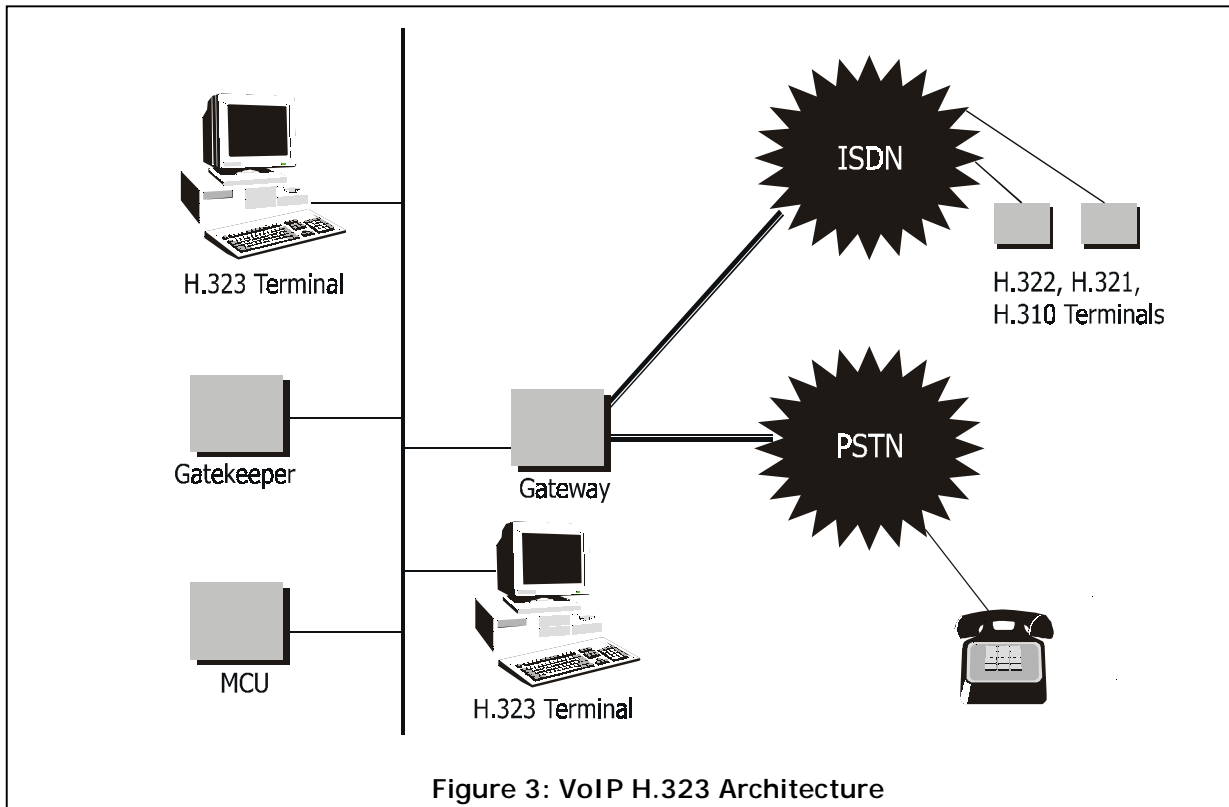 ISDN
H.323 Terminal
H.322, H.321,
H.310 Terminals
Gatekeeper
Gateway
PSTN
MCU
H.323 Terminal
Figure 3: VoIP H.323 Architecture